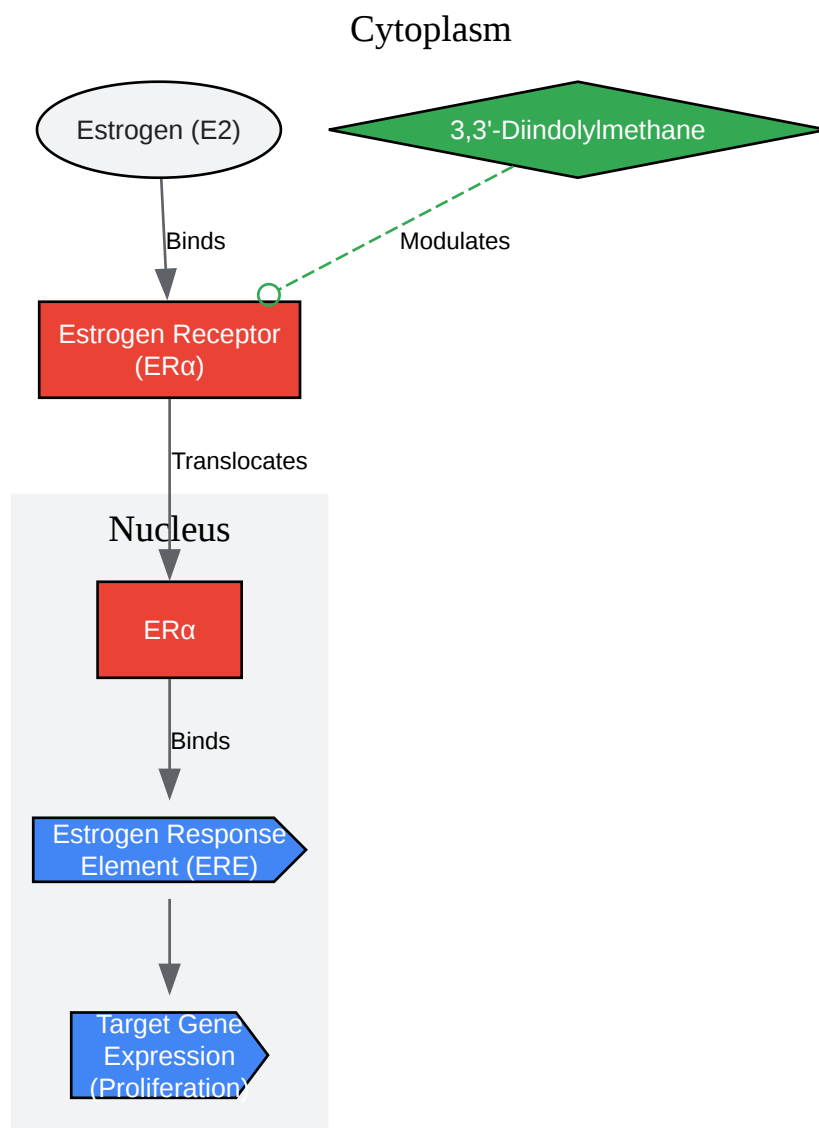 Cytoplasm
Estrogen (E2)
3,3'-Diindolylmethane
Binds
Modulates
Estrogen Receptor
(ERα)
Translocates
Nucleus
ERα
Binds
Estrogen Response
Element (ERE)
Target Gene
Expression
(Proliferation)